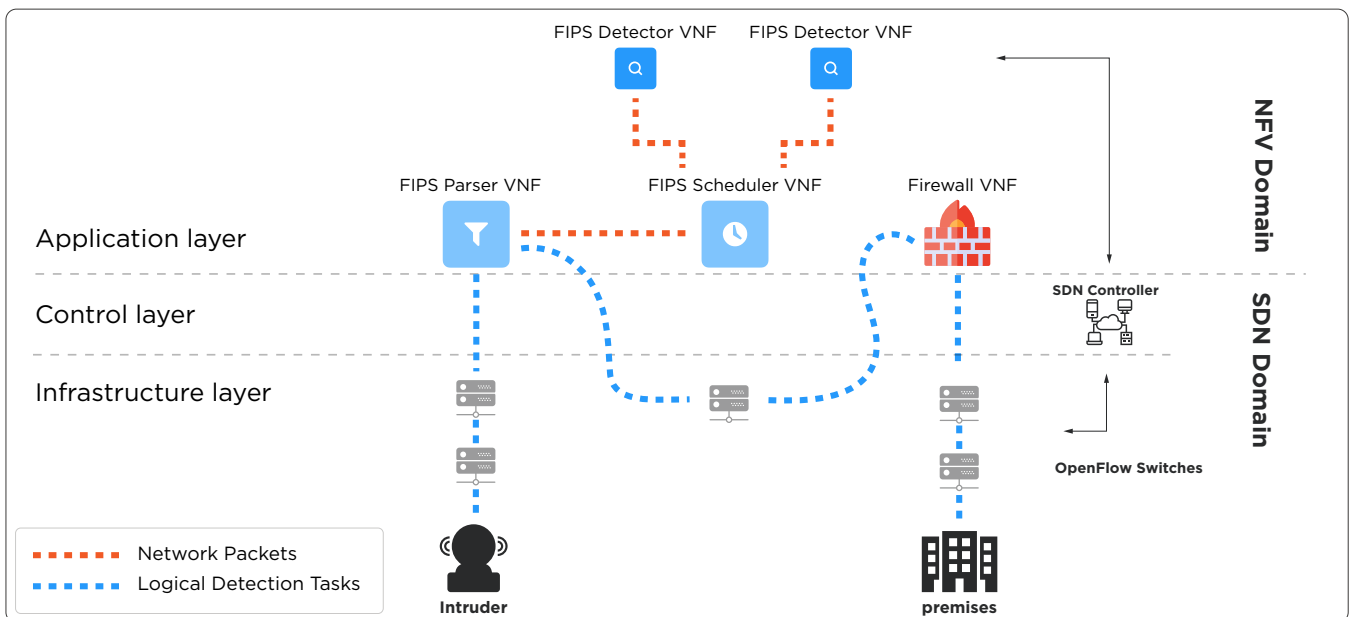 FIPS Detector VNF
FIPS Detector VNF
FIPS Parser VNF
FIPS Scheduler VNF
Firewall VNF
NFV Domain
Application layer
SDN Controller
Control layer
SDN Domain
Infrastructure layer
OpenFlow Switches
Network Packets
Logical Detection Tasks
Intruder
premises